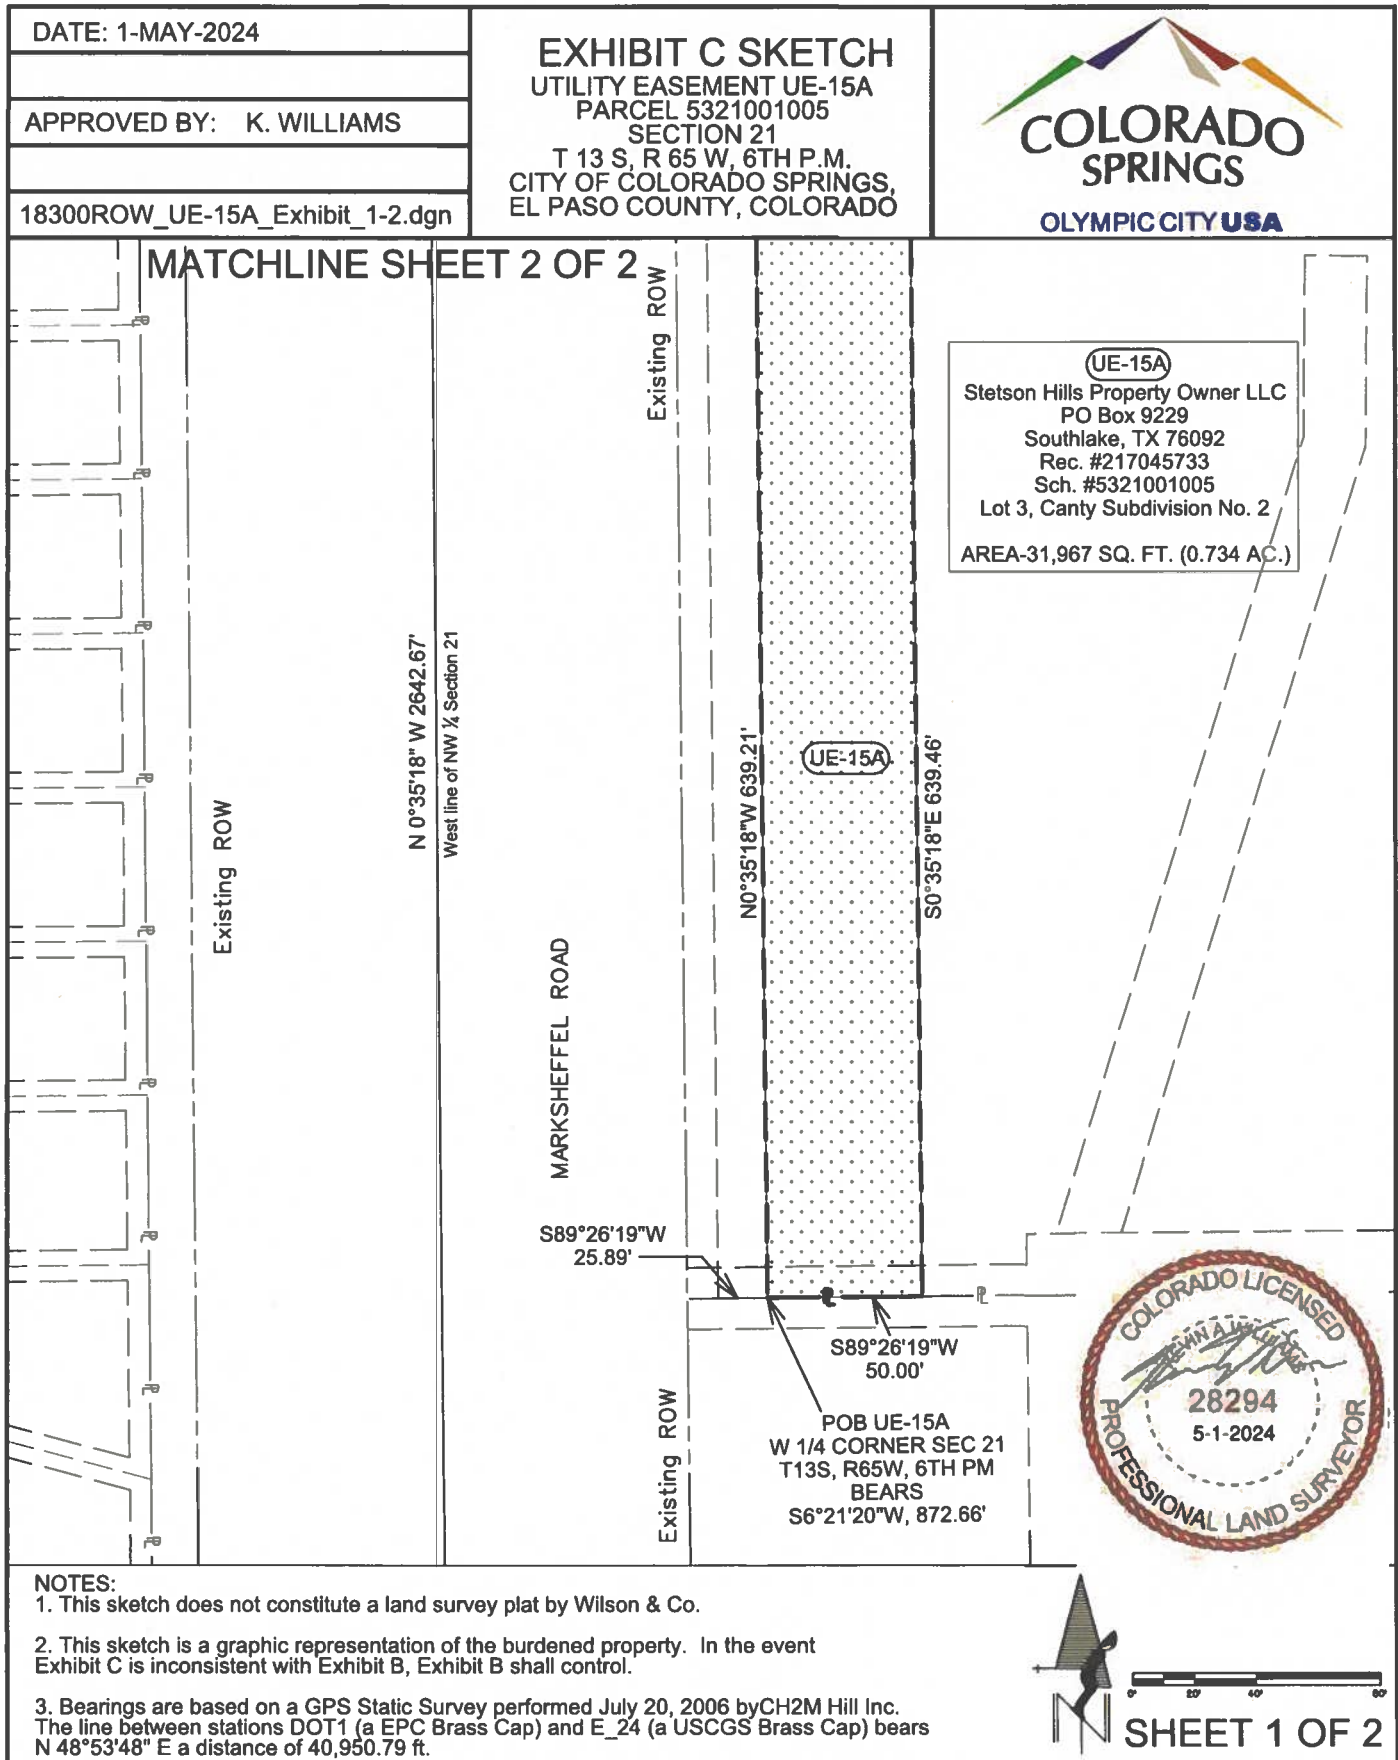 DATE: 1-MAY-2024
APPROVED BY: K. WILLIAMS
18300ROW_UE-15A_Exhibit_1-2.dgn
EXHIBIT C SKETCH
UTILITY EASEMENT UE-15A
PARCEL 5321001005
SECTION 21
T 13 S, R 65 W, 6TH P.M.
CITY OF COLORADO SPRINGS,
EL PASO COUNTY, COLORADO
COLORADO
SPRINGS
OLYMPIC CITY USA
MATCHLINE SHEET 2 OF 2
Existing ROW
UE-15A
Stetson Hills Property Owner LLC
PO Box 9229
Southlake, TX 76092
Rec. #217045733
Sch. #5321001005
Lot 3, Canty Subdivision No. 2
AREA-31,967 SQ. FT. (0.734 AC.)
N 0°35'18" W 2642.67'
West line of NW ¼ Section 21
Existing ROW
N0°35'18"W 639.21'
UE-15A
S0°35'18"E 639.46'
MARKSHEFFEL ROAD
S89°26'19"W
25.89'
S89°26'19"W
50.00'
POB UE-15A
W 1/4 CORNER SEC 21
T13S, R65W, 6TH PM
BEARS
S6°21'20"W, 872.66'
Existing ROW
COLORADO LICENSED
KEVIN A. WILLIAMS
28294
5-1-2024
PROFESSIONAL LAND SURVEYOR
NOTES:
1. This sketch does not constitute a land survey plat by Wilson & Co.
2. This sketch is a graphic representation of the burdened property. In the event
Exhibit C is inconsistent with Exhibit B, Exhibit B shall control.
3. Bearings are based on a GPS Static Survey performed July 20, 2006 byCH2M Hill Inc.
The line between stations DOT1 (a EPC Brass Cap) and E_24 (a USCGS Brass Cap) bears
N 48°53'48" E a distance of 40,950.79 ft.
N
0' 20' 40' 80'
SHEET 1 OF 2